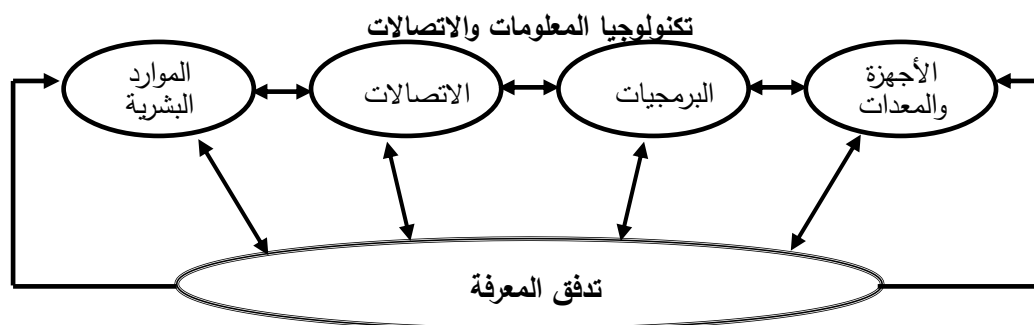 تكنولوجيا المعلومات والاتصالات
الأجهزة
والمعدات
البرمجيات
الاتصالات
الموارد
البشرية
تدفق المعرفة